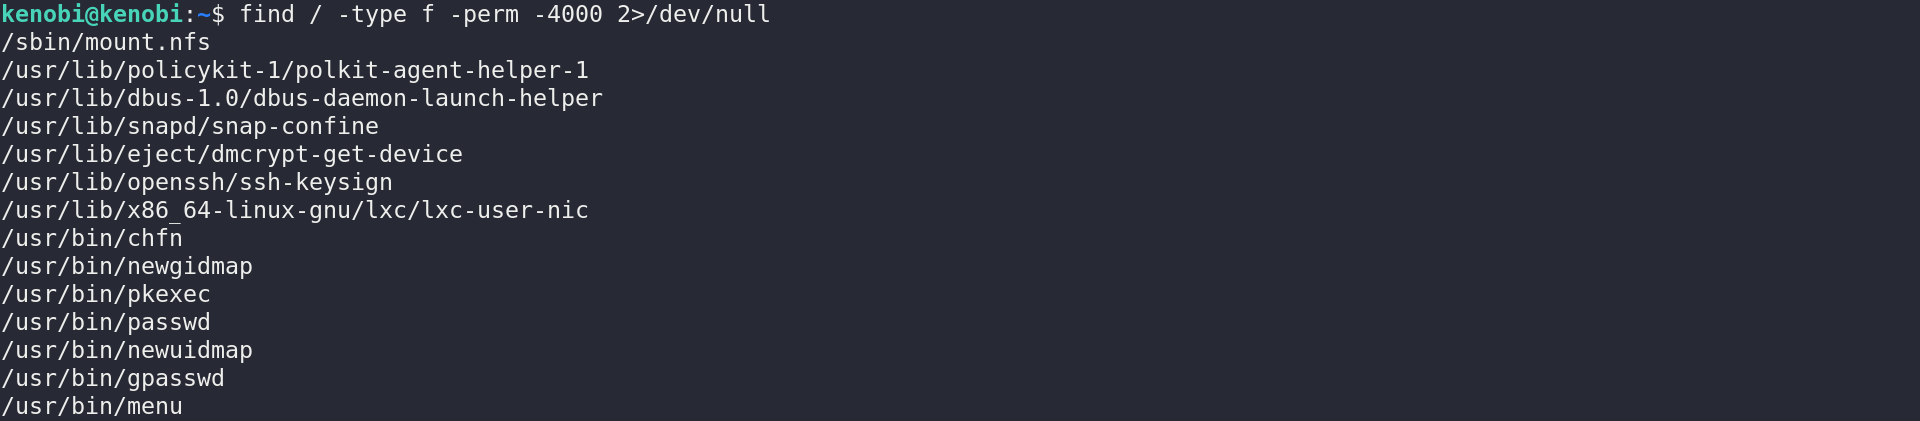 kenobi@kenobi:~$ find / -type f -perm -4000 2>/dev/null
/sbin/mount.nfs
/usr/lib/policykit-1/polkit-agent-helper-1
/usr/lib/dbus-1.0/dbus-daemon-launch-helper
/usr/lib/snapd/snap-confine
/usr/lib/eject/dmcrypt-get-device
/usr/lib/openssh/ssh-keysign
/usr/lib/x86_64-linux-gnu/lxc/lxc-user-nic
/usr/bin/chfn
/usr/bin/newgidmap
/usr/bin/pkexec
/usr/bin/passwd
/usr/bin/newuidmap
/usr/bin/gpasswd
/usr/bin/menu